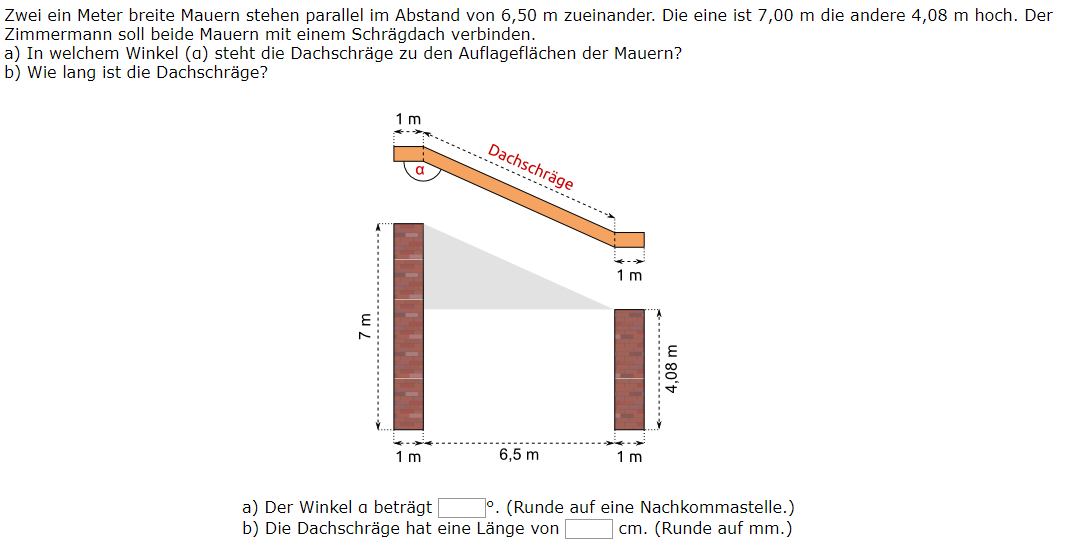 Zwei ein Meter breite Mauern stehen parallel im Abstand von 6,50 m zueinander. Die eine ist 7,00 m die andere 4,08 m hoch. Der
Zimmermann soll beide Mauern mit einem Schrägdach verbinden.
a) In welchem Winkel (α) steht die Dachschräge zu den Auflageflächen der Mauern?
b) Wie lang ist die Dachschräge?
1 m
Dachschräge
α
1 m
7 m
4,08 m
1 m
6,5 m
1 m
a) Der Winkel α beträgt °. (Runde auf eine Nachkommastelle.)
b) Die Dachschräge hat eine Länge von cm. (Runde auf mm.)